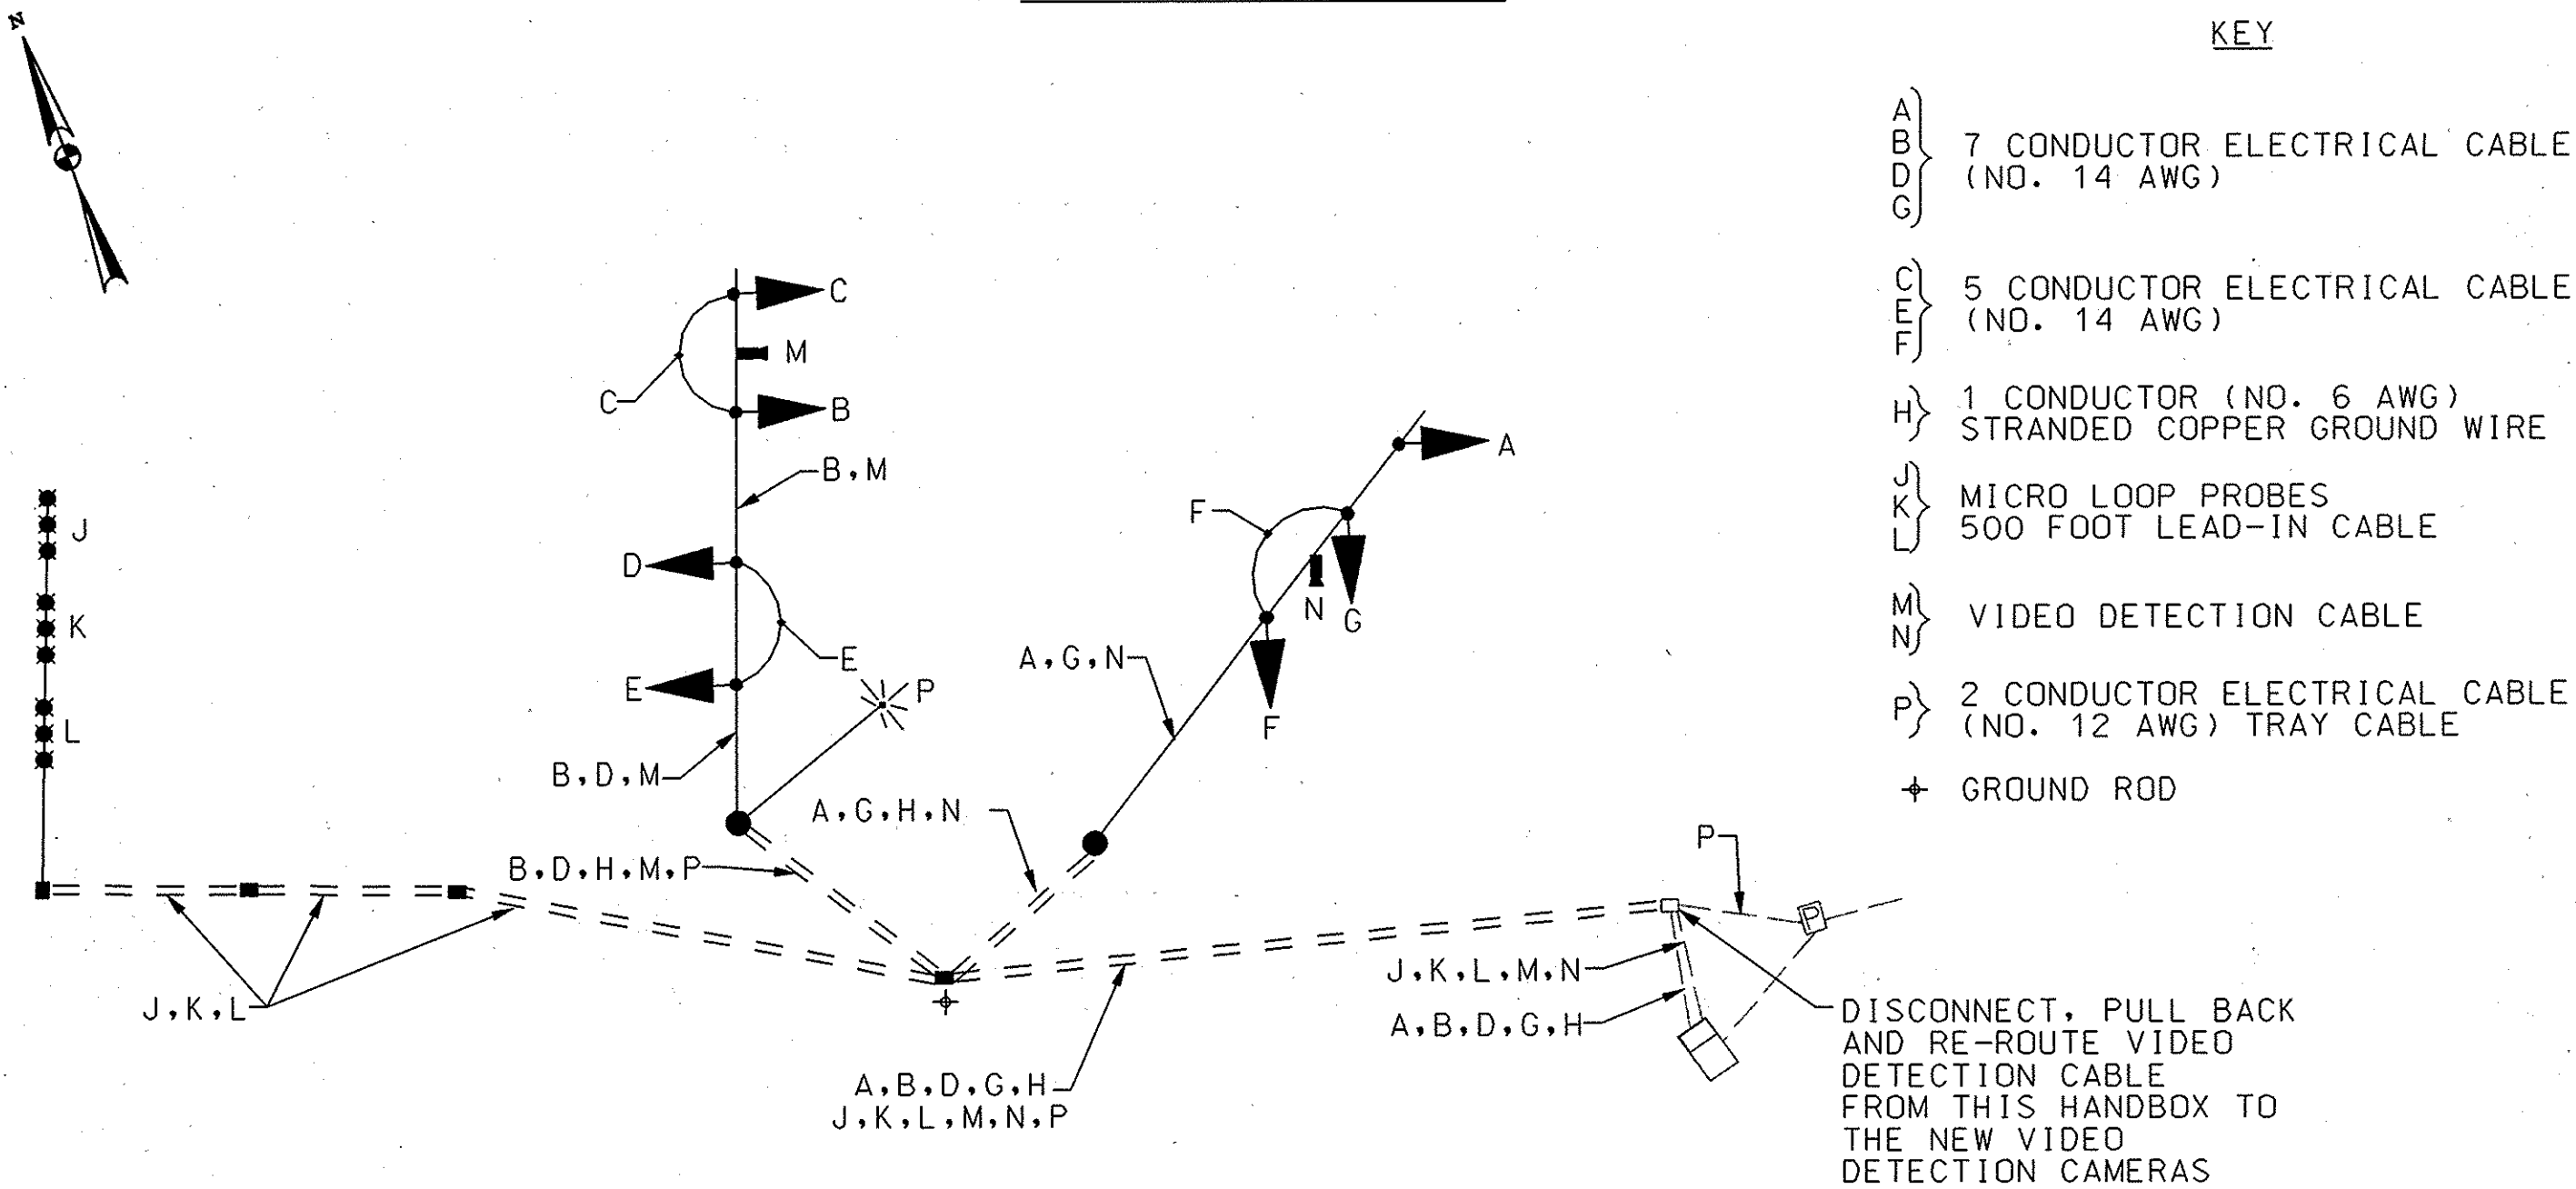 N
KEY
A
B
D
G
7 CONDUCTOR ELECTRICAL CABLE
(NO. 14 AWG)
C
E
F
5 CONDUCTOR ELECTRICAL CABLE
(NO. 14 AWG)
H
1 CONDUCTOR (NO. 6 AWG)
STRANDED COPPER GROUND WIRE
J
K
L
MICRO LOOP PROBES
500 FOOT LEAD-IN CABLE
M
N
VIDEO DETECTION CABLE
P
2 CONDUCTOR ELECTRICAL CABLE
(NO. 12 AWG) TRAY CABLE
GROUND ROD
C
M
C
B
B,M
A
J
F
D
N
G
K
E
A,G,N
E
P
F
L
B,D,M
A,G,H,N
P
B,D,H,M,P
P
J,K,L,M,N
J,K,L
A,B,D,G,H
A,B,D,G,H
J,K,L,M,N,P
DISCONNECT, PULL BACK
AND RE-ROUTE VIDEO
DETECTION CABLE
FROM THIS HANDBOX TO
THE NEW VIDEO
DETECTION CAMERAS